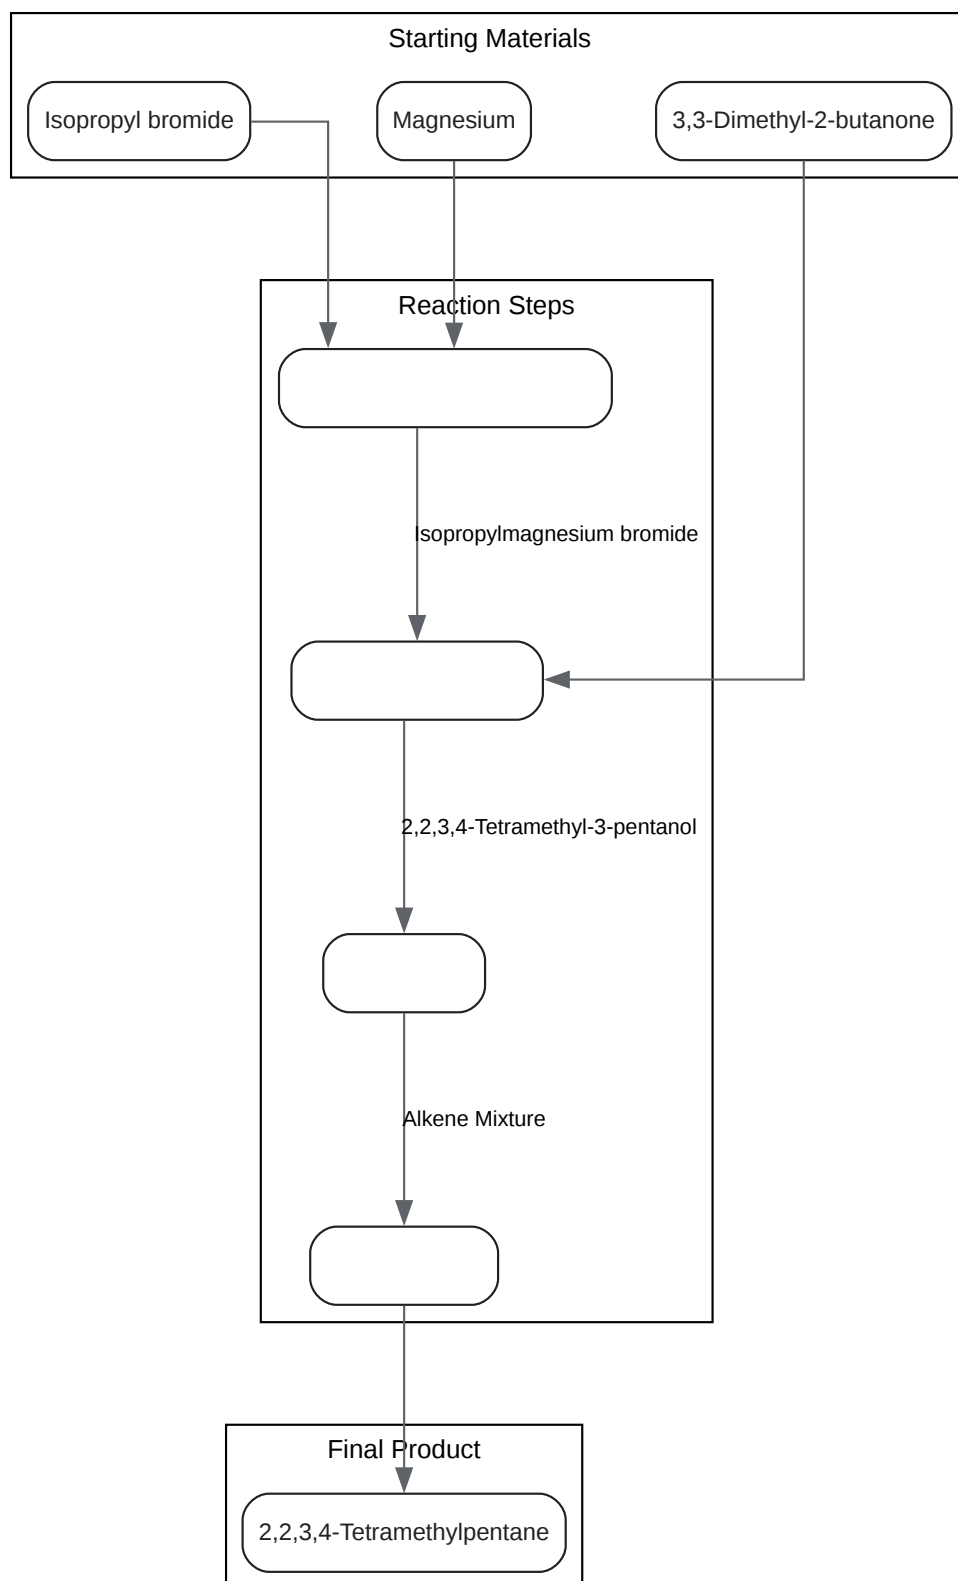 Starting Materials
Isopropyl bromide
Magnesium
3,3-Dimethyl-2-butanone
Reaction Steps
Isopropylmagnesium bromide
2,2,3,4-Tetramethyl-3-pentanol
Alkene Mixture
Final Product
2,2,3,4-Tetramethylpentane